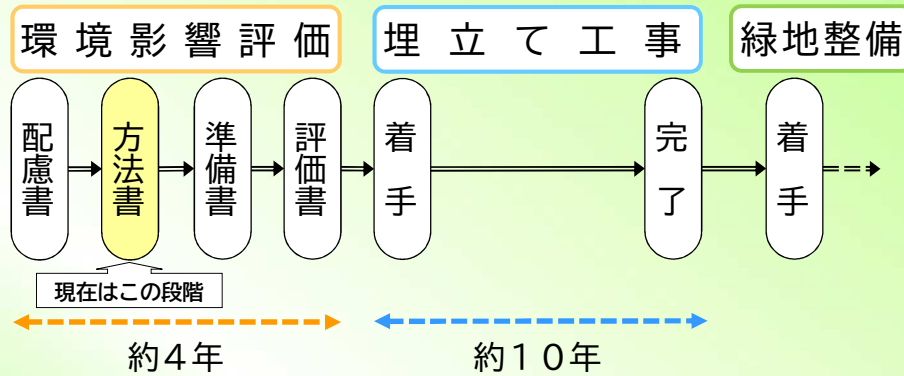 環境影響評価
埋立て工事
緑地整備
配慮書
方法書
準備書
評価書
着手
完了
着手
現在はこの段階
約4年
約10年